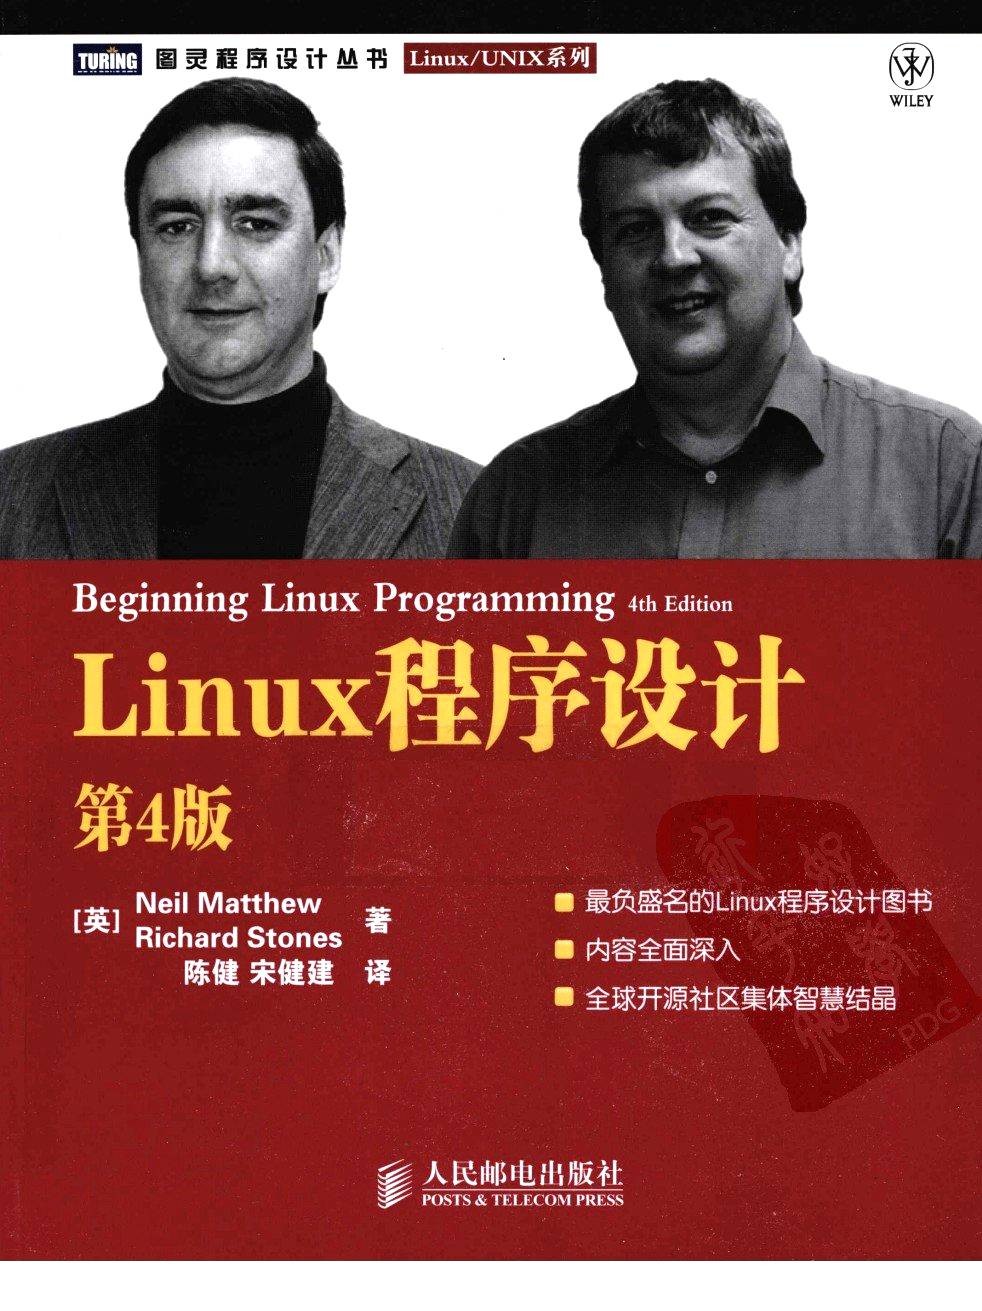 TURING 图灵程序设计丛书 Linux/UNIX系列
WILEY
Beginning Linux Programming 4th Edition
Linux程序设计
第4版
[英] Neil Matthew
Richard Stones 著
陈健 宋健建 译
最负盛名的Linux程序设计图书
内容全面深入
全球开源社区集体智慧结晶
PDG
人民邮电出版社
POSTS & TELECOM PRESS